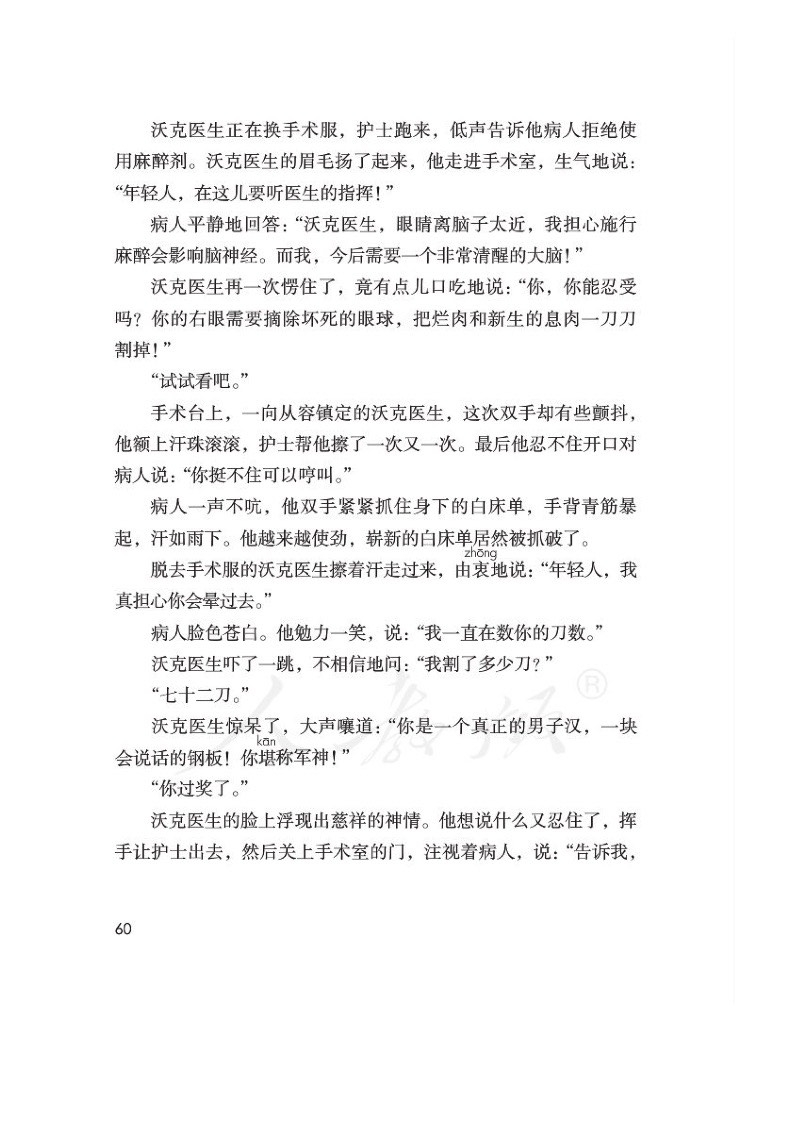 沃克医生正在换手术服，护士跑来，低声告诉他病人拒绝使
用麻醉剂。沃克医生的眉毛扬了起来，他走进手术室，生气地说：
“年轻人，在这儿要听医生的指挥！”
病人平静地回答：“沃克医生，眼睛离脑子太近，我担心施行
麻醉会影响脑神经。而我，今后需要一个非常清醒的大脑！”
沃克医生再一次愣住了，竟有点儿口吃地说：“你，你能忍受
吗？你的右眼需要摘除坏死的眼球，把烂肉和新生的息肉一刀刀
割掉！”
“试试看吧。”
手术台上，一向从容镇定的沃克医生，这次双手却有些颤抖，
他额上汗珠滚滚，护士帮他擦了一次又一次。最后他忍不住开口对
病人说：“你挺不住可以哼叫。”
病人一声不吭，他双手紧紧抓住身下的白床单，手背青筋暴
起，汗如雨下。他越来越使劲，崭新的白床单居然被抓破了。
zhōng
脱去手术服的沃克医生擦着汗走过来，由衷地说：“年轻人，我
真担心你会晕过去。”
病人脸色苍白。他勉力一笑，说：“我一直在数你的刀数。”
沃克医生吓了一跳，不相信地问：“我割了多少刀？”
“七十二刀。”
沃克医生惊呆了，大声嚷道：“你是一个真正的男子汉，一块
kān
会说话的钢板！你堪称军神！”
“你过奖了。”
沃克医生的脸上浮现出慈祥的神情。他想说什么又忍住了，挥
手让护士出去，然后关上手术室的门，注视着病人，说：“告诉我，
60
人教领®